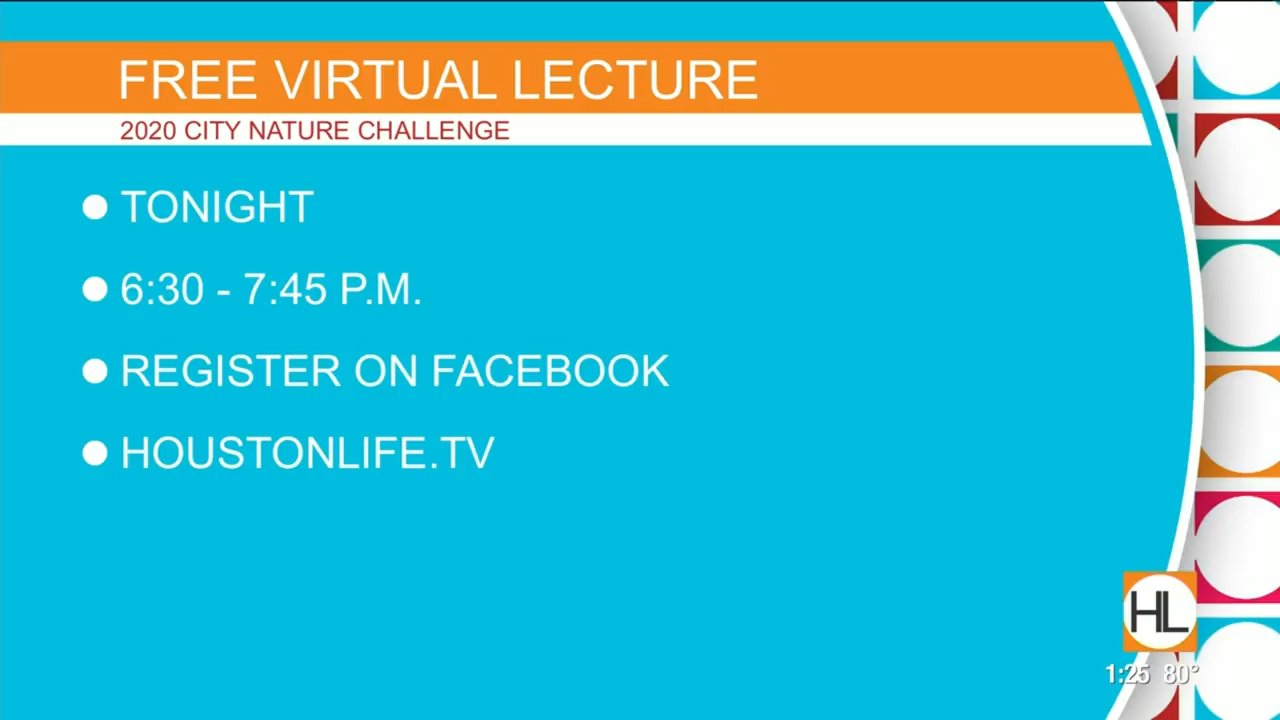 FREE VIRTUAL LECTURE
2020 CITY NATURE CHALLENGE
TONIGHT
6:30 - 7:45 P.M.
REGISTER ON FACEBOOK
HOUSTONLIFE.TV
HL
1:25 80°